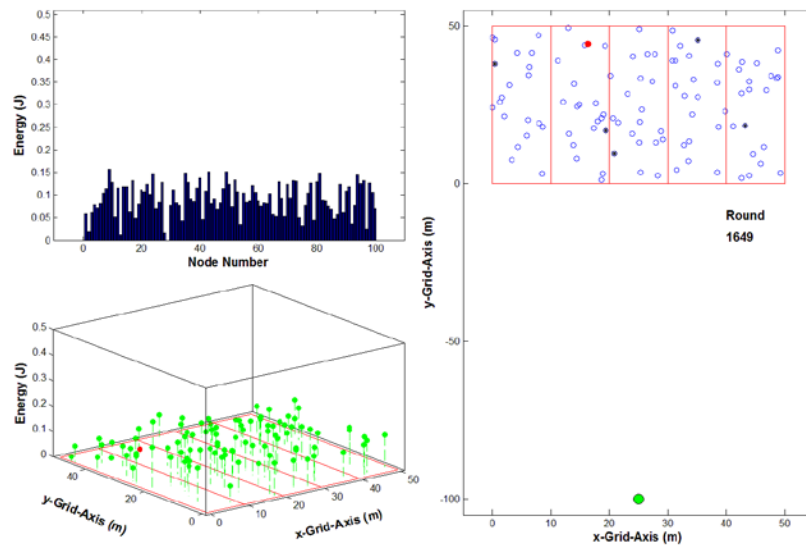 0.5
0.45
0.4
0.35
0.3
0.25
0.2
0.15
0.1
0.05
0
Energy (J)
0 20 40 60 80 100
Node Number
0.5
0.4
0.3
0.2
0.1
0
Energy (J)
40
20
0
y-Grid-Axis (m)
0 10 20 30 40 50
x-Grid-Axis (m)
50
0
-50
-100
y-Grid-Axis (m)
Round
1649
0 10 20 30 40 50
x-Grid-Axis (m)